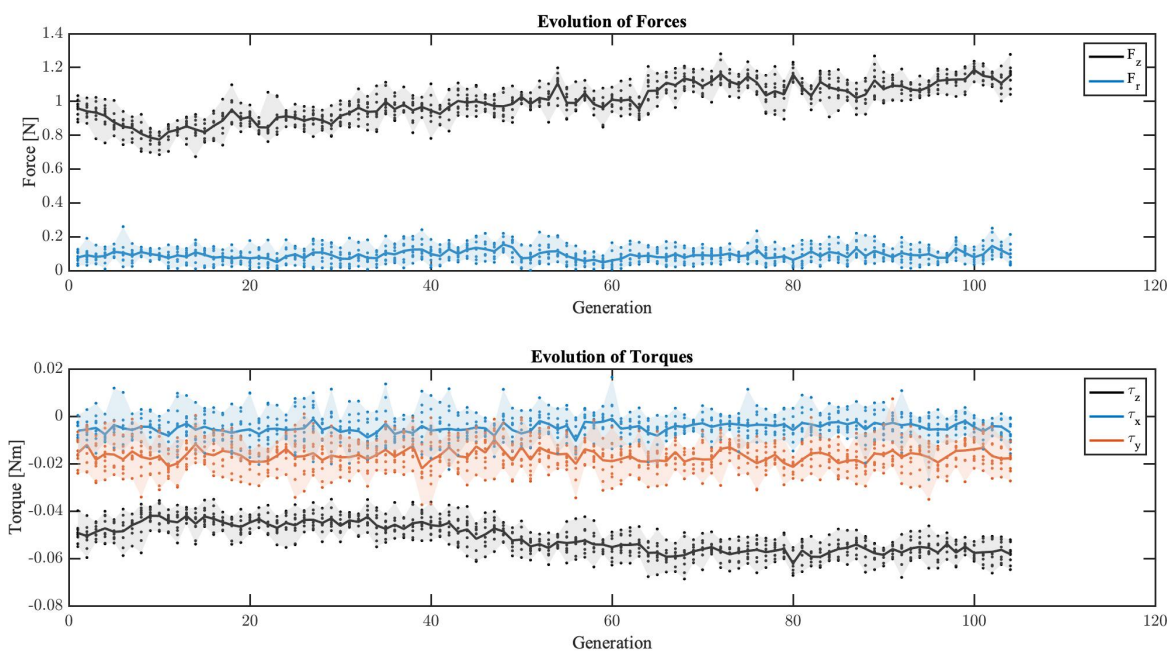 Evolution of Forces
1.4
1.2
1
0.8
0.6
0.4
0.2
0
Force [N]
F_z
F_r
0 20 40 60 80 100 120
Generation
Evolution of Torques
0.02
0
-0.02
-0.04
-0.06
-0.08
Torque [Nm]
τ_z
τ_x
τ_y
0 20 40 60 80 100 120
Generation